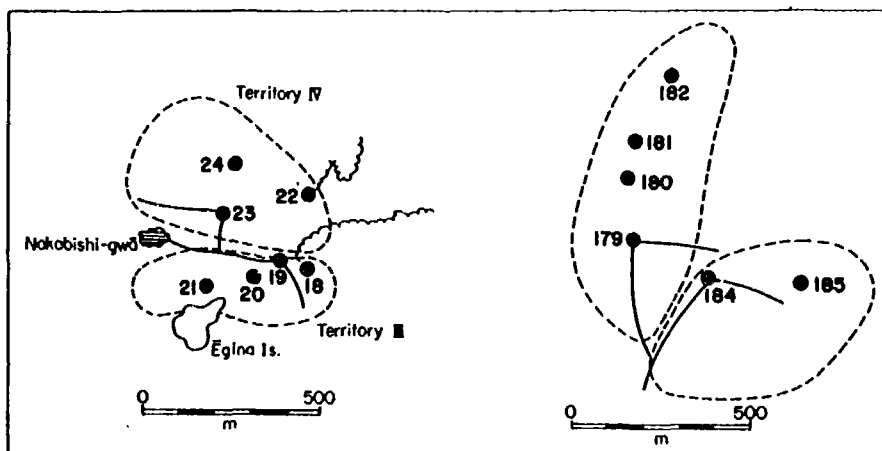 Territory IV
24
22
23
Nakabishi-gwā
19
18
20
21
Territory III
Ēgina Is.
0 500
m
182
181
180
179
184
185
0 500
m